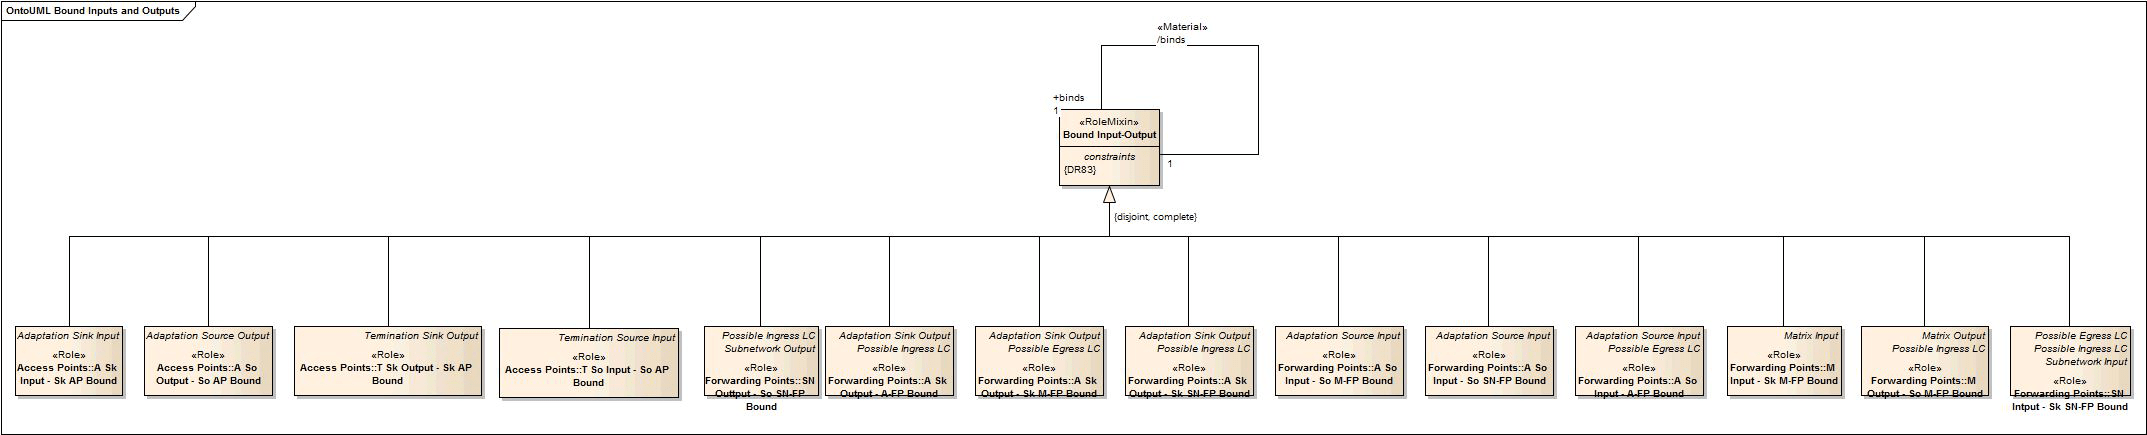 OntoUML Bound Inputs and Outputs
«Material»
/binds
+binds
1
«RoleMixin»
Bound Input-Output
constraints
{DR83}
1
{disjoint, complete}
Adaptation Sink Input
«Role»
Access Points::A Sk
Input - Sk AP Bound
Adaptation Source Output
«Role»
Access Points::A So
Output - So AP Bound
Termination Sink Output
«Role»
Access Points::T Sk Output - Sk AP
Bound
Termination Source Input
«Role»
Access Points::T So Input - So AP
Bound
Possible Ingress LC
Subnetwork Output
«Role»
Forwarding Points::SN
Outtput - So SN-FP
Bound
Adaptation Sink Output
Possible Ingress LC
«Role»
Forwarding Points::A Sk
Output - A-FP Bound
Adaptation Sink Output
Possible Egress LC
«Role»
Forwarding Points::A Sk
Output - Sk M-FP Bound
Adaptation Sink Output
Possible Ingress LC
«Role»
Forwarding Points::A Sk
Output - Sk SN-FP Bound
Adaptation Source Input
«Role»
Forwarding Points::A So
Input - So M-FP Bound
Adaptation Source Input
«Role»
Forwarding Points::A So
Input - So SN-FP Bound
Adaptation Source Input
Possible Egress LC
«Role»
Forwarding Points::A So
Input - A-FP Bound
Matrix Input
«Role»
Forwarding Points::M
Input - Sk M-FP Bound
Matrix Output
Possible Ingress LC
«Role»
Forwarding Points::M
Output - So M-FP Bound
Possible Egress LC
Possible Ingress LC
Subnetwork Input
«Role»
Forwarding Points::SN
Intput - Sk SN-FP Bound